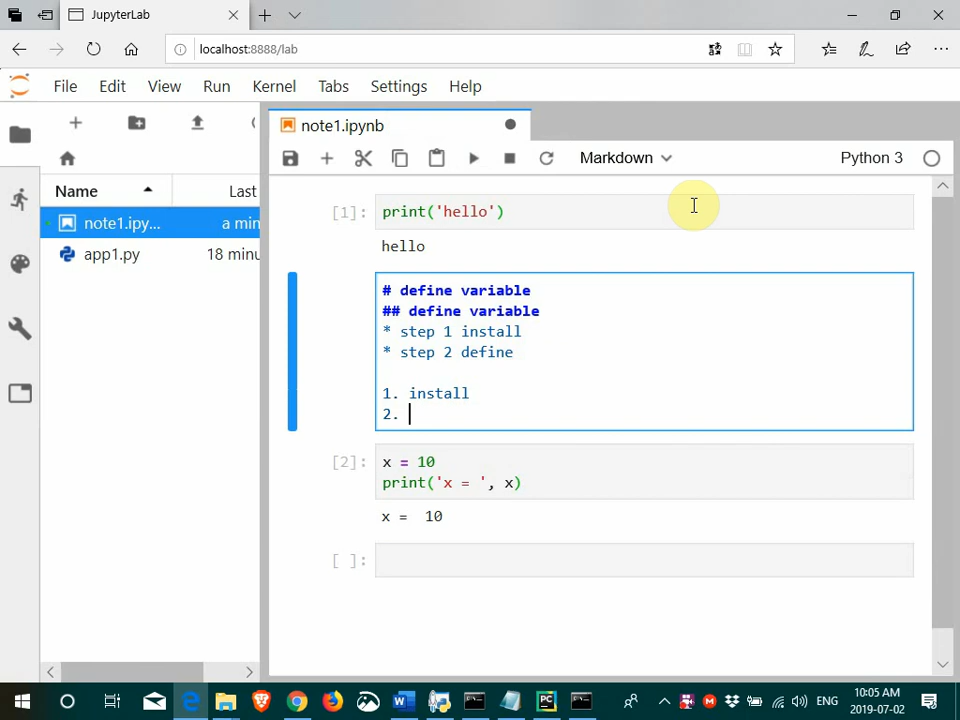 JupyterLab
localhost:8888/lab
File Edit View Run Kernel Tabs Settings Help
note1.ipynb
Markdown
Python 3
Name
Last
note1.ipy...
a min
app1.py
18 minu
[1]:
print('hello')
hello
# define variable
## define variable
* step 1 install
* step 2 define
1. install
2.
[2]:
x = 10
print('x = ', x)
x =  10
[ ]:
ENG
10:05 AM
2019-07-02